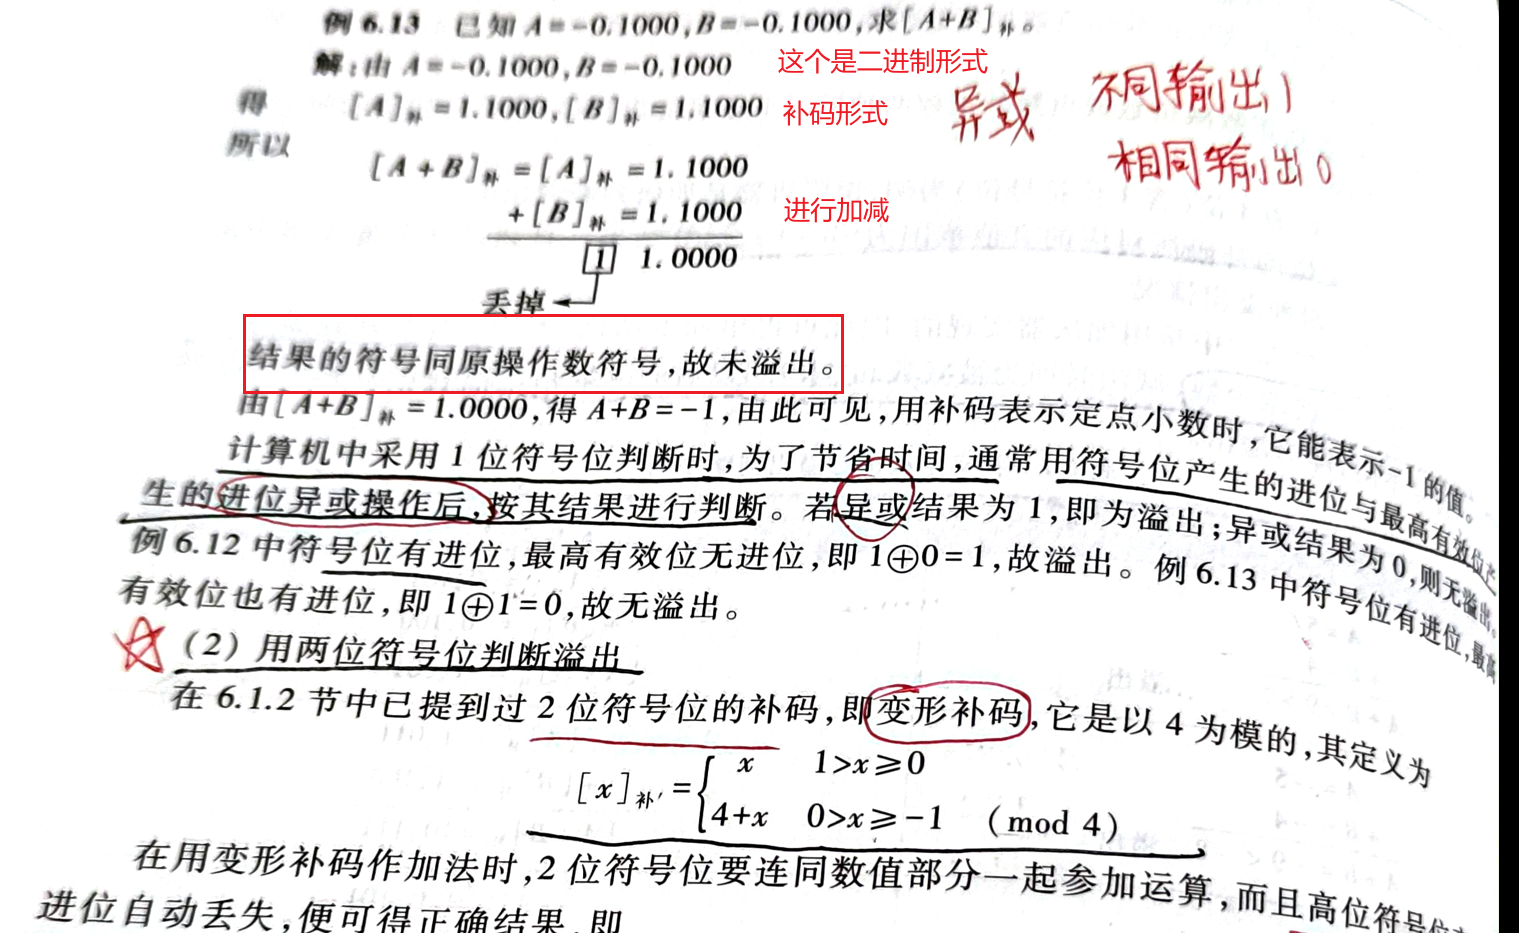 例 6.13 已知 A=-0.1000,B=-0.1000,求[A+B]补。
解:由 A=-0.1000,B=-0.1000 这个是二进制形式
得 [A]补=1.1000,[B]补=1.1000 补码形式
异或 不同输出1
相同输出0
所以
[A+B]补=[A]补=1.1000
+[B]补=1.1000 进行加减
1 1.0000
丢掉
结果的符号同原操作数符号,故未溢出。
由[A+B]补=1.0000,得 A+B=-1,由此可见,用补码表示定点小数时,它能表示-1 的值。
计算机中采用 1 位符号位判断时,为了节省时间,通常用符号位产生的进位与最高有效位产
生的进位异或操作后,按其结果进行判断。若异或结果为 1,即为溢出;异或结果为 0,则无溢出。
例 6.12 中符号位有进位,最高有效位无进位,即 1⊕0=1,故溢出。例 6.13 中符号位有进位,最高
有效位也有进位,即 1⊕1=0,故无溢出。
(2)用两位符号位判断溢出
在 6.1.2 节中已提到过 2 位符号位的补码,即变形补码,它是以 4 为模的,其定义为
[x]补′={ x 1>x≥0
4+x 0>x≥-1 (mod 4)
在用变形补码作加法时,2 位符号位要连同数值部分一起参加运算,而且高位符号位
进位自动丢失,便可得正确结果,即